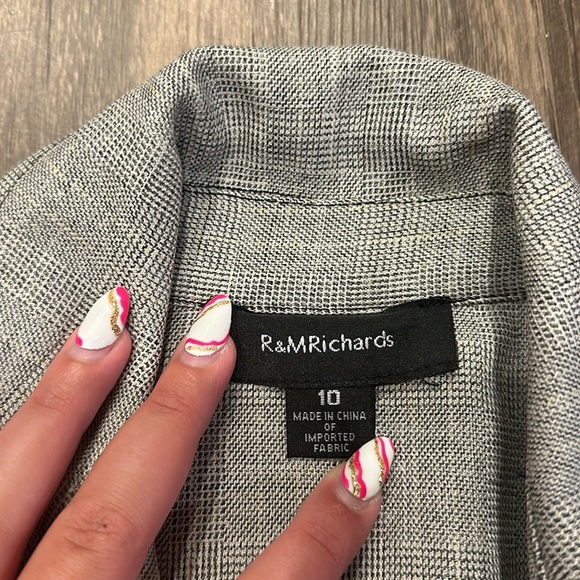 R&MRichards
10
MADE IN CHINA
OF
IMPORTED
FABRIC